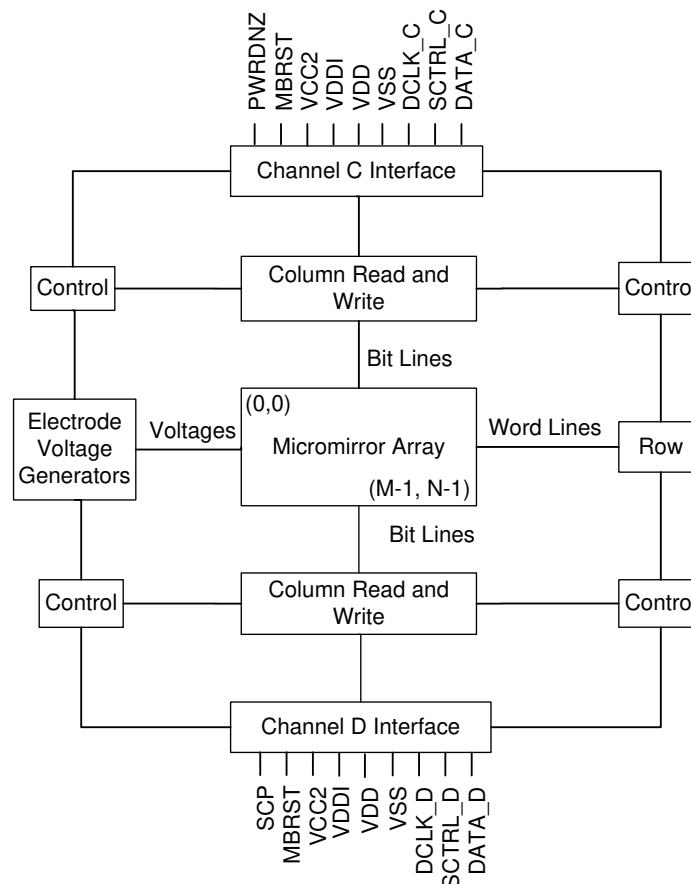 PWRDNZ
MBRST
VCC2
VDDI
VDD
VSS
DCLK_C
SCTRL_C
DATA_C
Channel C Interface
Control
Column Read and
Write
Control
Bit Lines
Electrode
Voltage
Generators
Voltages
(0,0)
Micromirror Array
(M-1, N-1)
Word Lines
Row
Bit Lines
Control
Column Read and
Write
Control
Channel D Interface
SCP
MBRST
VCC2
VDDI
VDD
VSS
DCLK_D
SCTRL_D
DATA_D